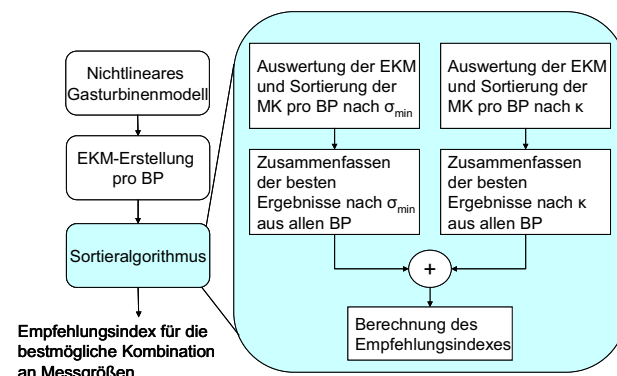 Nichtlineares
Gasturbinenmodell
EKM-Erstellung
pro BP
Sortieralgorithmus
Empfehlungsindex für die
bestmögliche Kombination
an Messgrößen
Auswertung der EKM
und Sortierung der
MK pro BP nach σmin
Zusammenfassen
der besten
Ergebnisse nach σmin
aus allen BP
Auswertung der EKM
und Sortierung der
MK pro BP nach κ
Zusammenfassen
der besten
Ergebnisse nach κ
aus allen BP
+
Berechnung des
Empfehlungsindexes